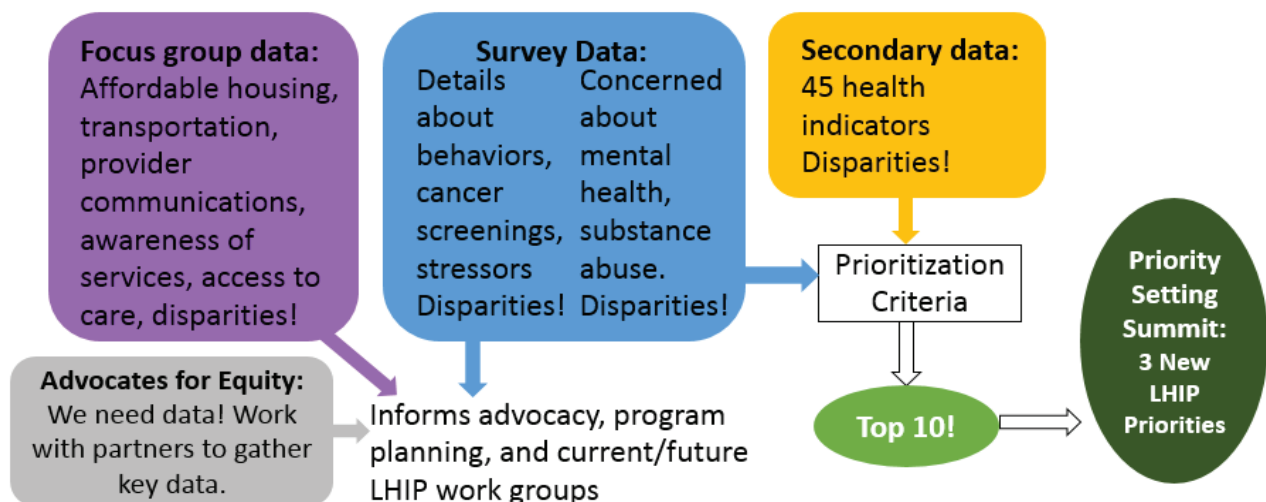 Focus group data:
Affordable housing,
transportation,
provider
communications,
awareness of
services, access to
care, disparities!
Survey Data:
Details
about
behaviors,
cancer
screenings,
stressors
Disparities!
Concerned
about
mental
health,
substance
abuse.
Disparities!
Secondary data:
45 health
indicators
Disparities!
Prioritization
Criteria
Priority
Setting
Summit:
3 New
LHIP
Priorities
Advocates for Equity:
We need data! Work
with partners to gather
key data.
Informs advocacy, program
planning, and current/future
LHIP work groups
Top 10!